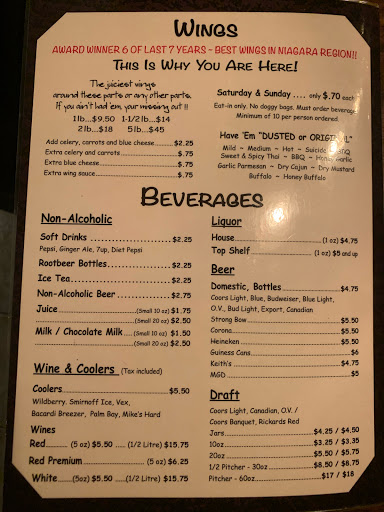 WINGS
AWARD WINNER 6 OF LAST 7 YEARS - BEST WINGS IN NIAGARA REGION!!
THIS IS WHY YOU ARE HERE!
The juiciest wings
around these parts or any other parts.
If you ain't had 'em, your missing out !!
1lb....$9.50 1-1/2lb...$14
2lb....$18 5lb....$45
Add celery, carrots and blue cheese......$2.25
Extra celery and carrots....$.75
Extra blue cheese....$.75
Extra wing sauce....$.75
Saturday & Sunday .... only $.70 each
Eat-in only. No doggy bags. Must order beverage
Minimum of 10 per person ordered
Have 'Em "DUSTED or ORIGINAL"
Mild ~ Medium ~ Hot ~ Suicide
Sweet & Spicy Thai ~ BBQ ~ Honey Garlic
Garlic Parmesan ~ Dry Cajun ~ Dry Mustard
Buffalo ~ Honey Buffalo
BEVERAGES
Non-Alcoholic
Soft Drinks ....$2.25
Pepsi, Ginger Ale, 7up, Diet Pepsi
Rootbeer Bottles....$2.25
Ice Tea....$2.25
Non-Alcoholic Beer ....$2.75
Juice ....(Small 10 oz) $1.75
....(Small 20 oz) $2.50
Milk / Chocolate Milk ....(Small 10 oz) $1.50
....(Small 20 oz) $2.50
Wine & Coolers (Tax included)
Coolers....$5.50
Wildberry. Smirnoff Ice, Vex,
Bacardi Breezer, Palm Bay, Mike's Hard
Wines
Red.......... (5 oz) $5.50 .....(1/2 Litre) $15.75
Red Premium .... (5 oz) $6.25
White ......(5oz) $5.50 .....(1/2 Litre) $15.75
Liquor
House....(1 oz) $4.75
Top Shelf .... (1 oz) $5 and up
Beer
Domestic, Bottles....$4.75
Coors Light, Blue, Budweiser, Blue Light,
O.V., Bud Light, Export, Canadian
Strong Bow....$5.50
Corona....$5.50
Heineken ....$5.50
Guiness Cans....$6
Keith's....$4.75
MGD ....$5
Draft
Coors Light, Canadian, O.V. /
Coors Banquet, Rickards Red
Jars....$4.25 / $4.50
10oz ....$3.25 / $3.35
20oz ....$5.50 / $5.75
1/2 Pitcher - 30oz ....$8.50 / $8.75
Pitcher - 60oz....$17 / $18